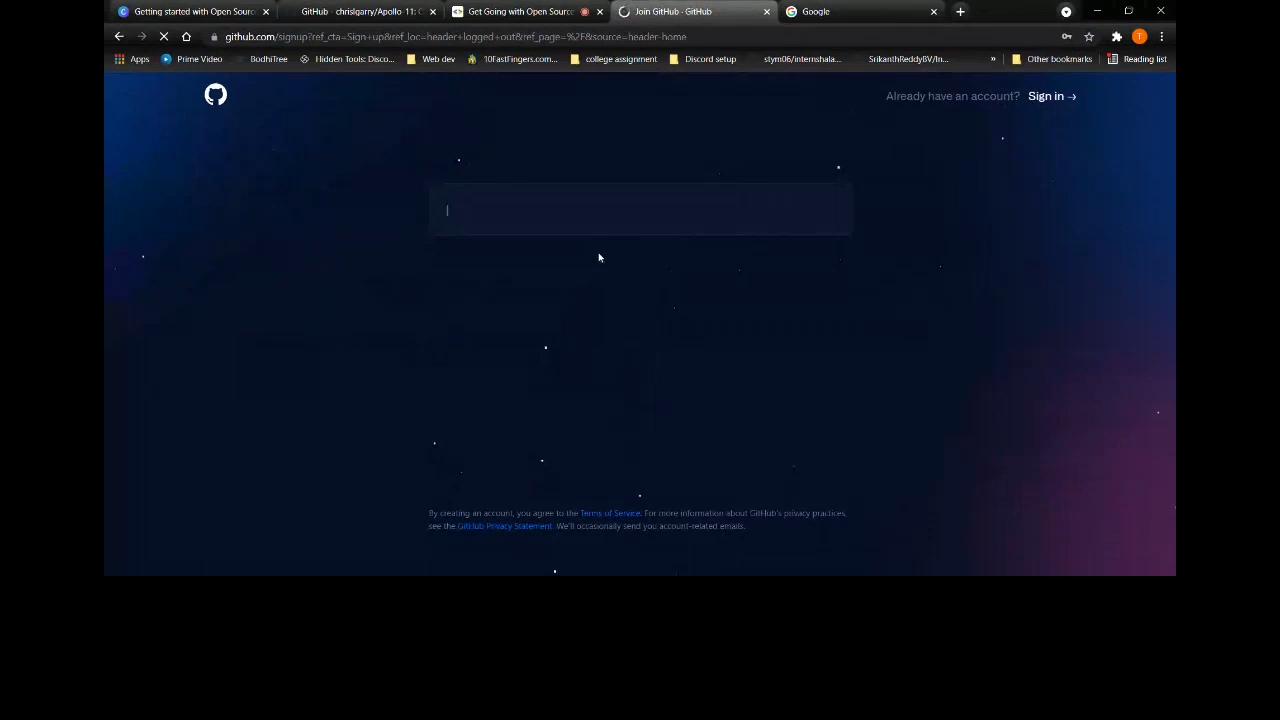 Getting started with Open Sourc
GitHub - chrislgarry/Apollo-11: O
Get Going with Open Source
Join GitHub · GitHub
Google
github.com/signup?ref_cta=Sign+up&ref_loc=header+logged+out&ref_page=%2F&source=header-home
T
Apps
Prime Video
BodhiTree
Hidden Tools: Disco...
Web dev
10FastFingers.com...
college assignment
Discord setup
stym06/internshala...
SrikanthReddyBV/In...
»
Other bookmarks
Reading list
Already have an account? Sign in →
By creating an account, you agree to the Terms of Service. For more information about GitHub's privacy practices,
see the GitHub Privacy Statement. We'll occasionally send you account-related emails.